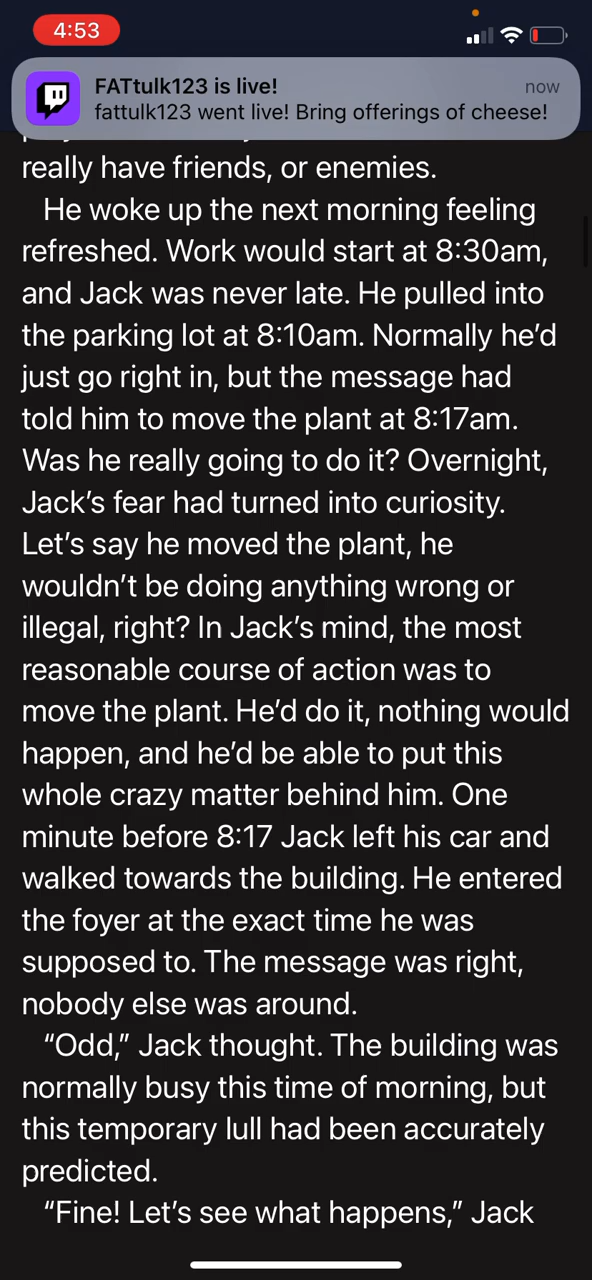 4:53
FATtulk123 is live!
now
fattulk123 went live! Bring offerings of cheese!
really have friends, or enemies.
He woke up the next morning feeling
refreshed. Work would start at 8:30am,
and Jack was never late. He pulled into
the parking lot at 8:10am. Normally he’d
just go right in, but the message had
told him to move the plant at 8:17am.
Was he really going to do it? Overnight,
Jack’s fear had turned into curiosity.
Let’s say he moved the plant, he
wouldn’t be doing anything wrong or
illegal, right? In Jack’s mind, the most
reasonable course of action was to
move the plant. He’d do it, nothing would
happen, and he’d be able to put this
whole crazy matter behind him. One
minute before 8:17 Jack left his car and
walked towards the building. He entered
the foyer at the exact time he was
supposed to. The message was right,
nobody else was around.
“Odd,” Jack thought. The building was
normally busy this time of morning, but
this temporary lull had been accurately
predicted.
“Fine! Let’s see what happens,” Jack